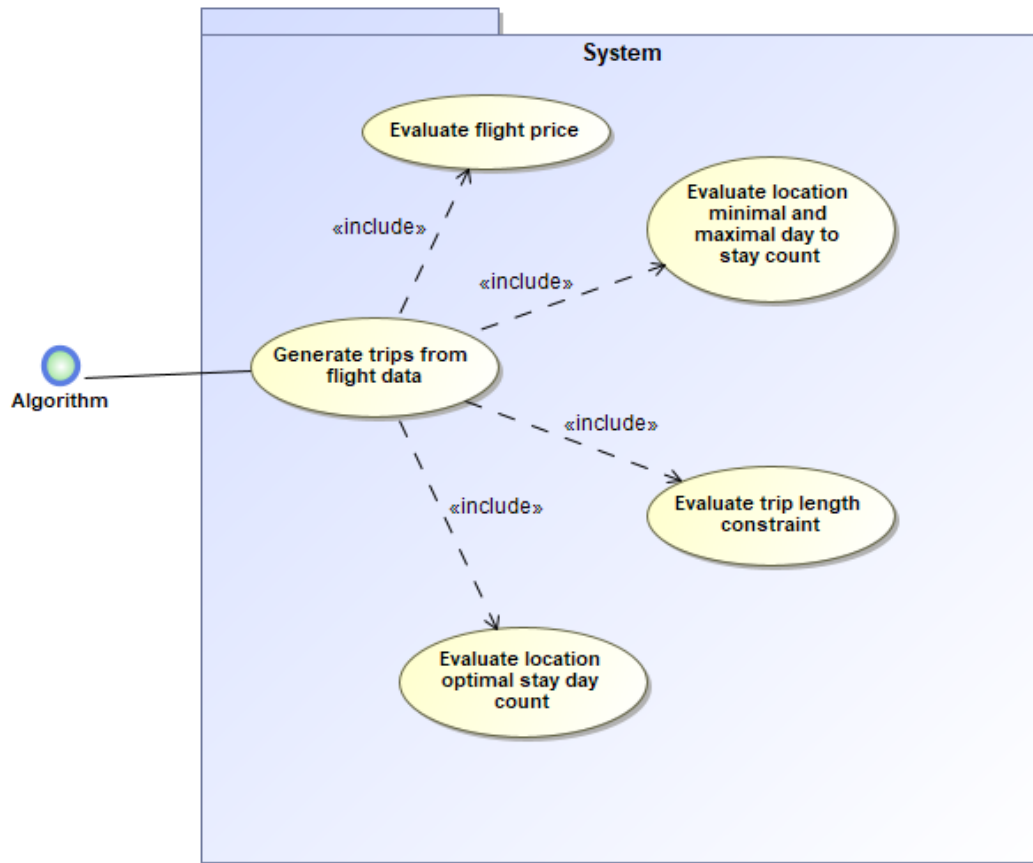 System
Evaluate flight price
Evaluate location
minimal and
maximal day to
stay count
«include»
«include»
Generate trips from
flight data
Algorithm
«include»
Evaluate trip length
constraint
«include»
Evaluate location
optimal stay day
count